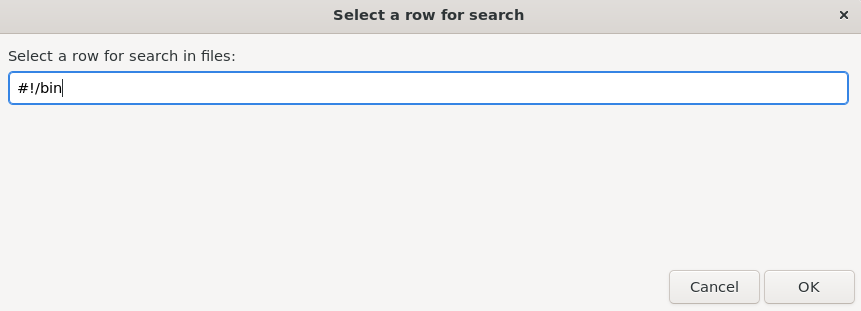 Select a row for search
Select a row for search in files:
#!/bin
Cancel OK